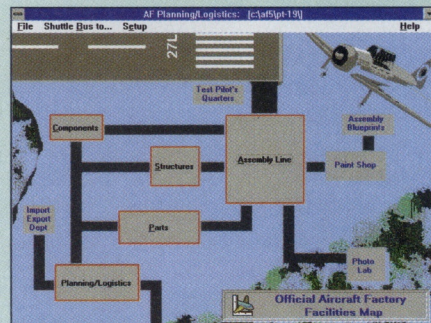 AF Planning/Logistics: [c:\af5\pt-19\]
File Shuttle Bus to... Setup Help
27L
Test Pilot's
Quarters
Components
Assembly
Blueprints
Structures
Assembly Line
Paint Shop
Import
Export
Dept
Parts
Photo
Lab
Planning/Logistics
Official Aircraft Factory
Facilities Map